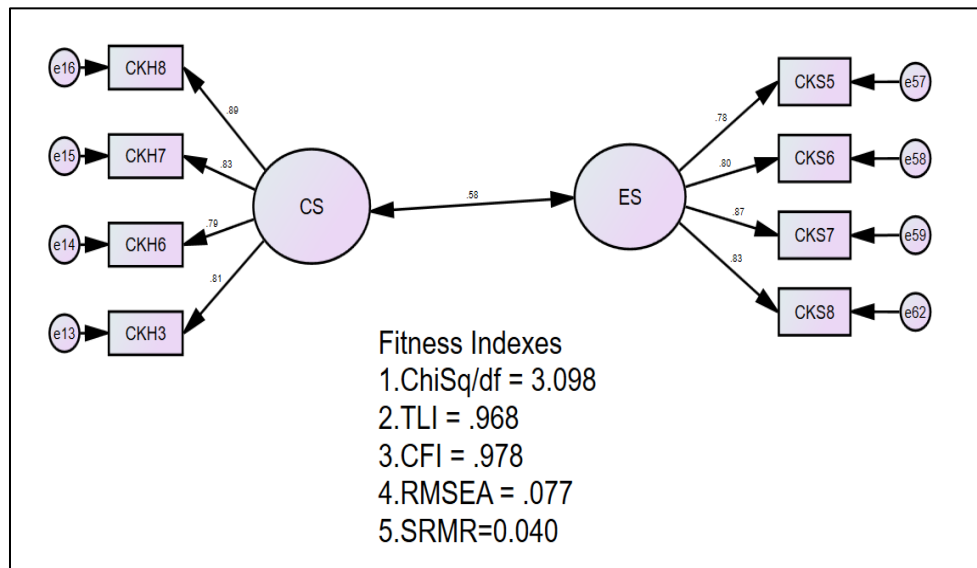 e16
CKH8
.89
e15
CKH7
.83
e14
CKH6
.79
e13
CKH3
.81
CS
.58
ES
.78
CKS5
e57
.80
CKS6
e58
.87
CKS7
e59
.83
CKS8
e62
Fitness Indexes
1.ChiSq/df = 3.098
2.TLI = .968
3.CFI = .978
4.RMSEA = .077
5.SRMR=0.040